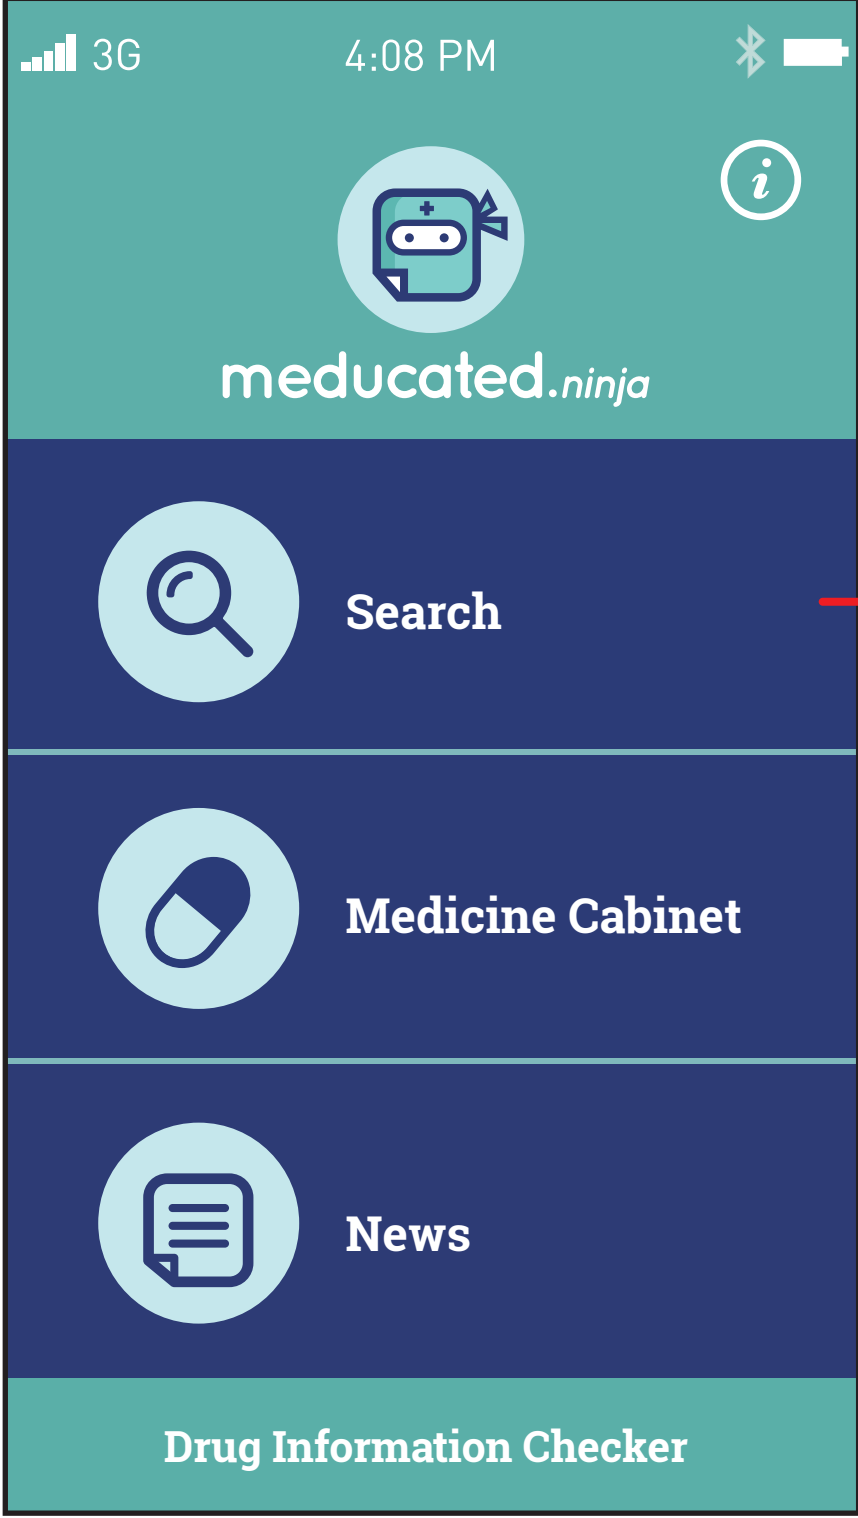 3G 4:08 PM
i
meducated.ninja
Search
Medicine Cabinet
News
Drug Information Checker